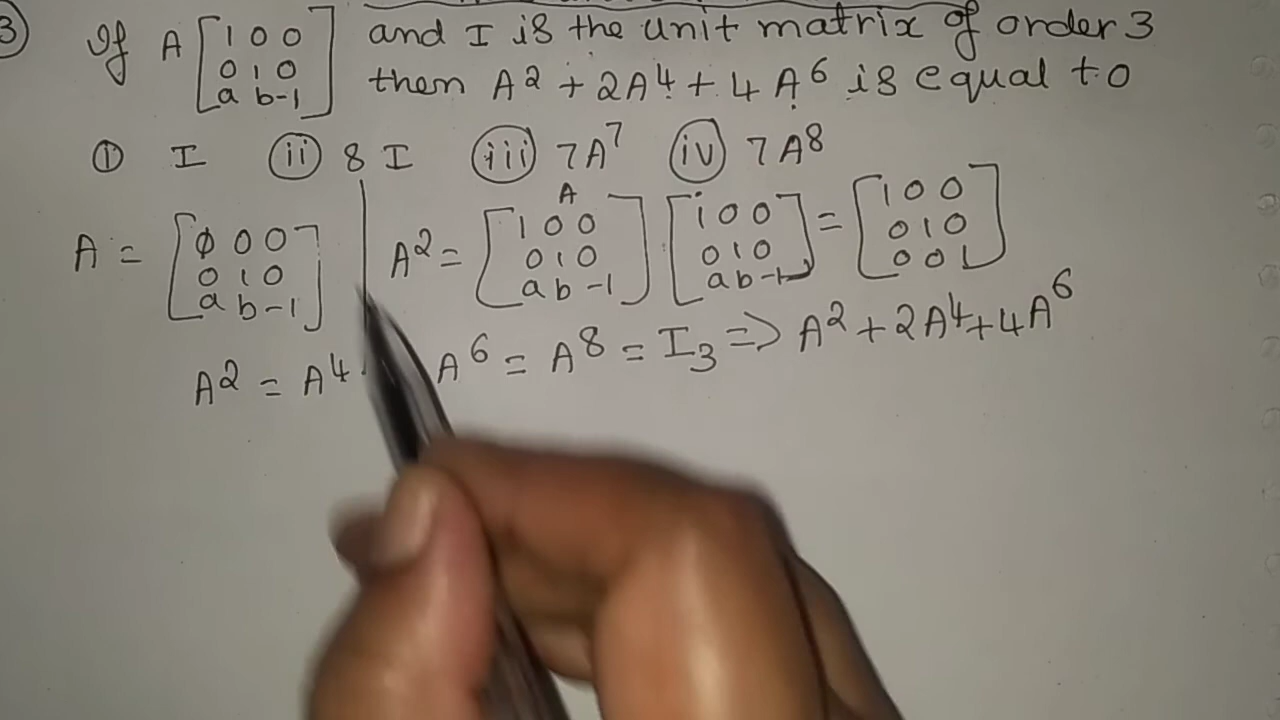 3 If A [1 0 0 and I is the unit matrix of order 3
0 1 0
a b -1] then A² + 2A⁴ + 4A⁶ is equal to
(i) I (ii) 8 I (iii) 7A⁷ (iv) 7A⁸
A = [1 0 0
0 1 0
a b -1]
A
A² = [1 0 0
0 1 0
a b -1] [1 0 0
0 1 0
a b -1] = [1 0 0
0 1 0
0 0 1]
A² = A⁴ A⁶ = A⁸ = I₃ => A² + 2A⁴ + 4A⁶